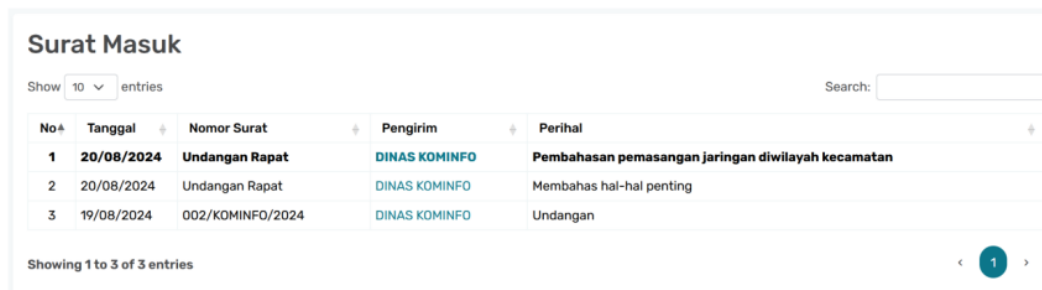 Surat Masuk
Show 10 entries
Search:
No Tanggal Nomor Surat Pengirim Perihal
1 20/08/2024 Undangan Rapat DINAS KOMINFO Pembahasan pemasangan jaringan diwilayah kecamatan
2 20/08/2024 Undangan Rapat DINAS KOMINFO Membahas hal-hal penting
3 19/08/2024 002/KOMINFO/2024 DINAS KOMINFO Undangan
Showing 1 to 3 of 3 entries
‹ 1 ›